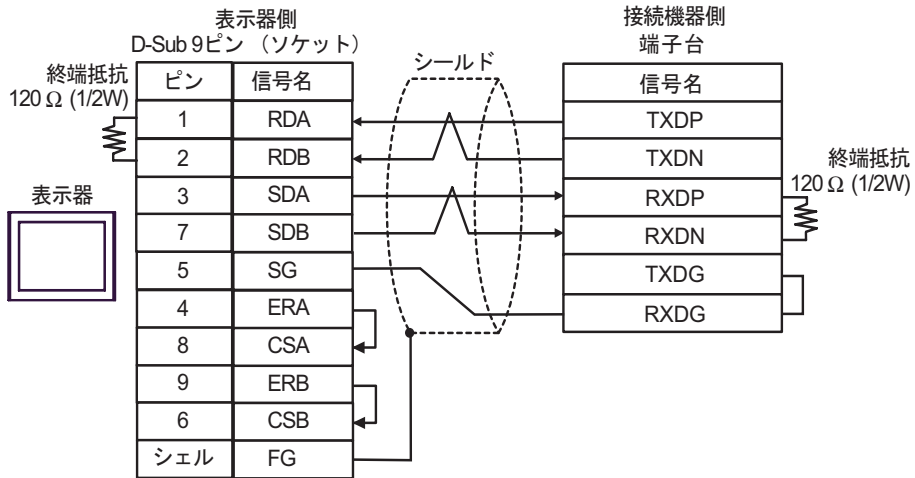 表示器側
D-Sub 9ピン （ソケット）
接続機器側
端子台
シールド
終端抵抗
120 Ω (1/2W)
ピン 信号名
1 RDA
2 RDB
3 SDA
7 SDB
5 SG
4 ERA
8 CSA
9 ERB
6 CSB
シェル FG
表示器
信号名
TXDP
TXDN
RXDP
RXDN
TXDG
RXDG
終端抵抗
120 Ω (1/2W)